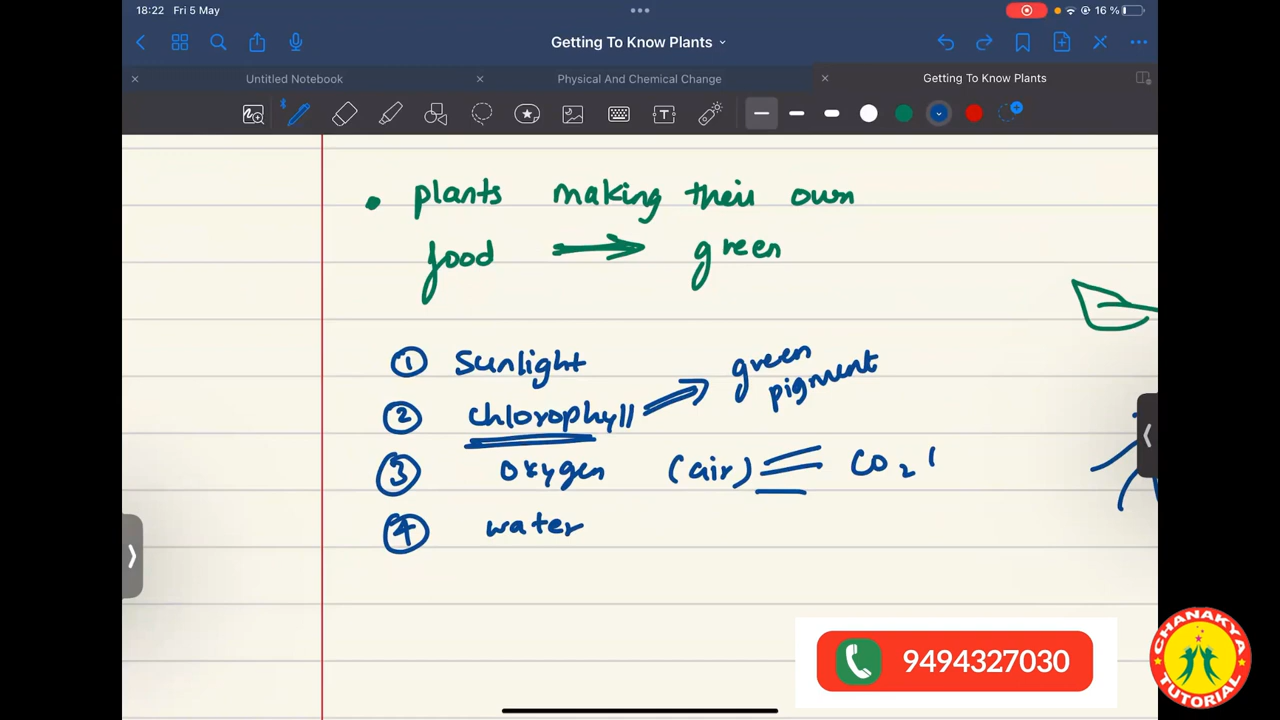 18:22 Fri 5 May
16 %
Getting To Know Plants
Untitled Notebook
Physical And Chemical Change
Getting To Know Plants
• plants making their own
food → green
① Sunlight
② chlorophyll ⇒ green
pigment
③ oxygen (air) = CO2 (
④ water
9494327030
CHANAKYA
TUTORIAL